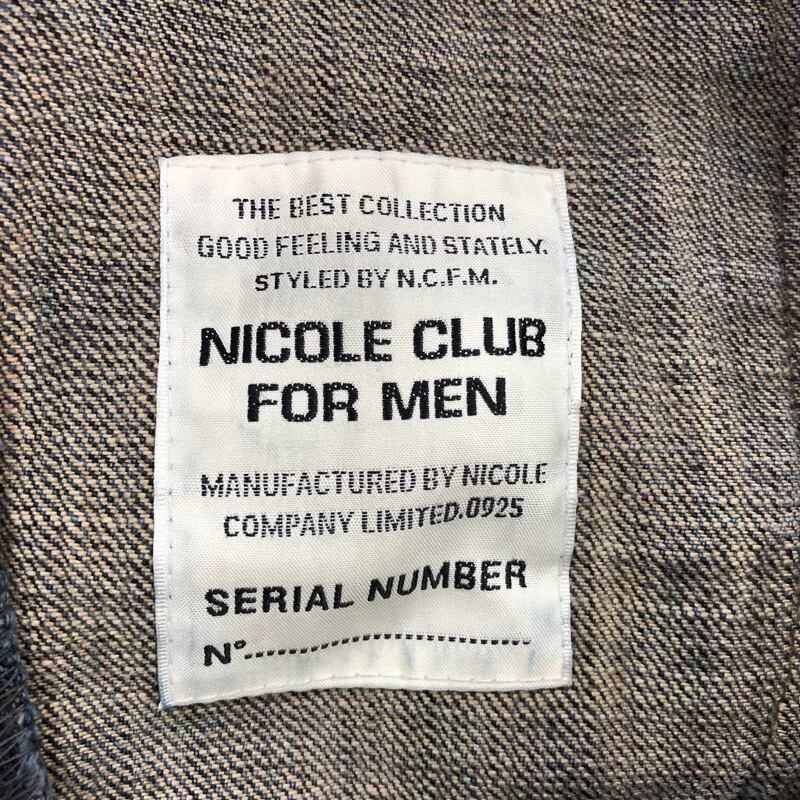 THE BEST COLLECTION
GOOD FEELING AND STATELY.
STYLED BY N.C.F.M.
NICOLE CLUB
FOR MEN
MANUFACTURED BY NICOLE
COMPANY LIMITED.0925
SERIAL NUMBER
N°..............................